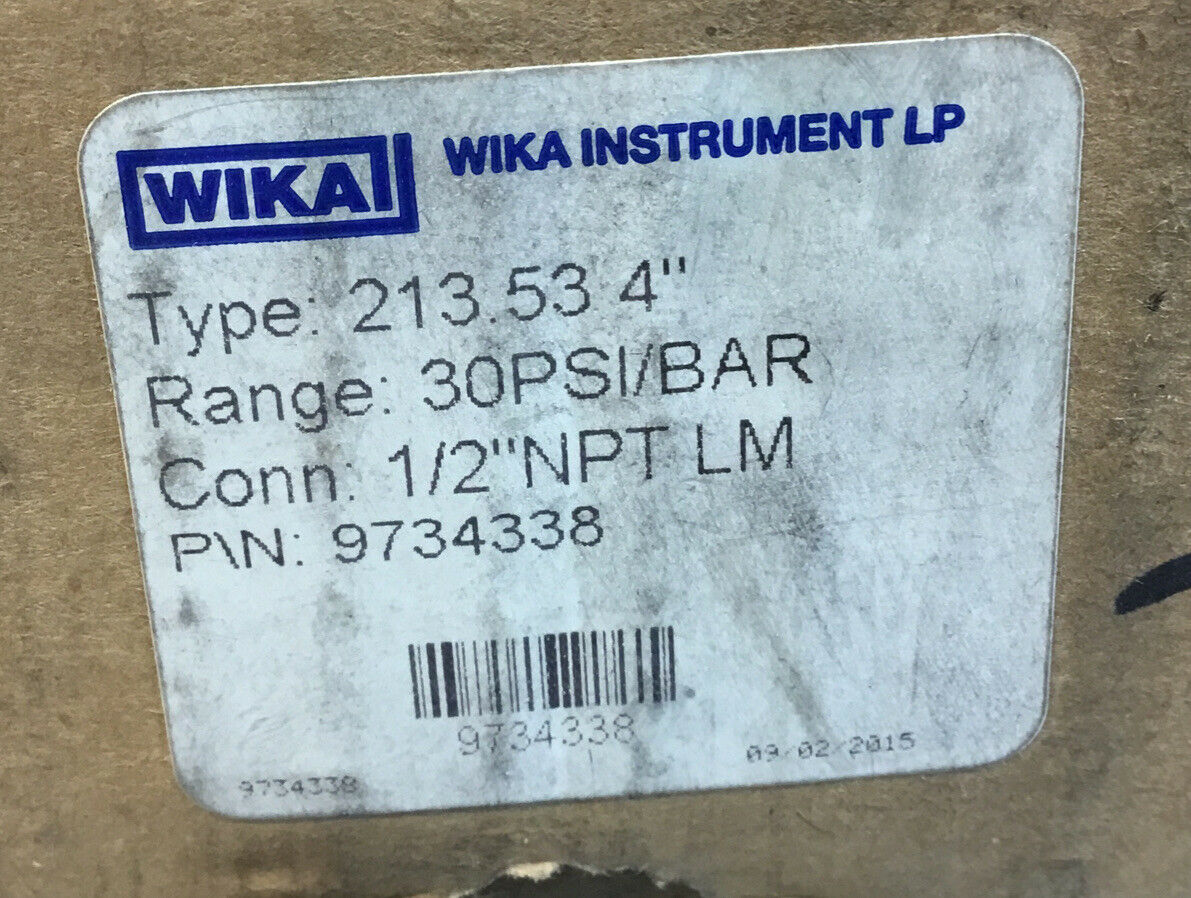 WIKA
WIKA INSTRUMENT LP
Type: 213.53 4"
Range: 30PSI/BAR
Conn: 1/2"NPT LM
P\N: 9734338
9734338
09/02/2015
9734338